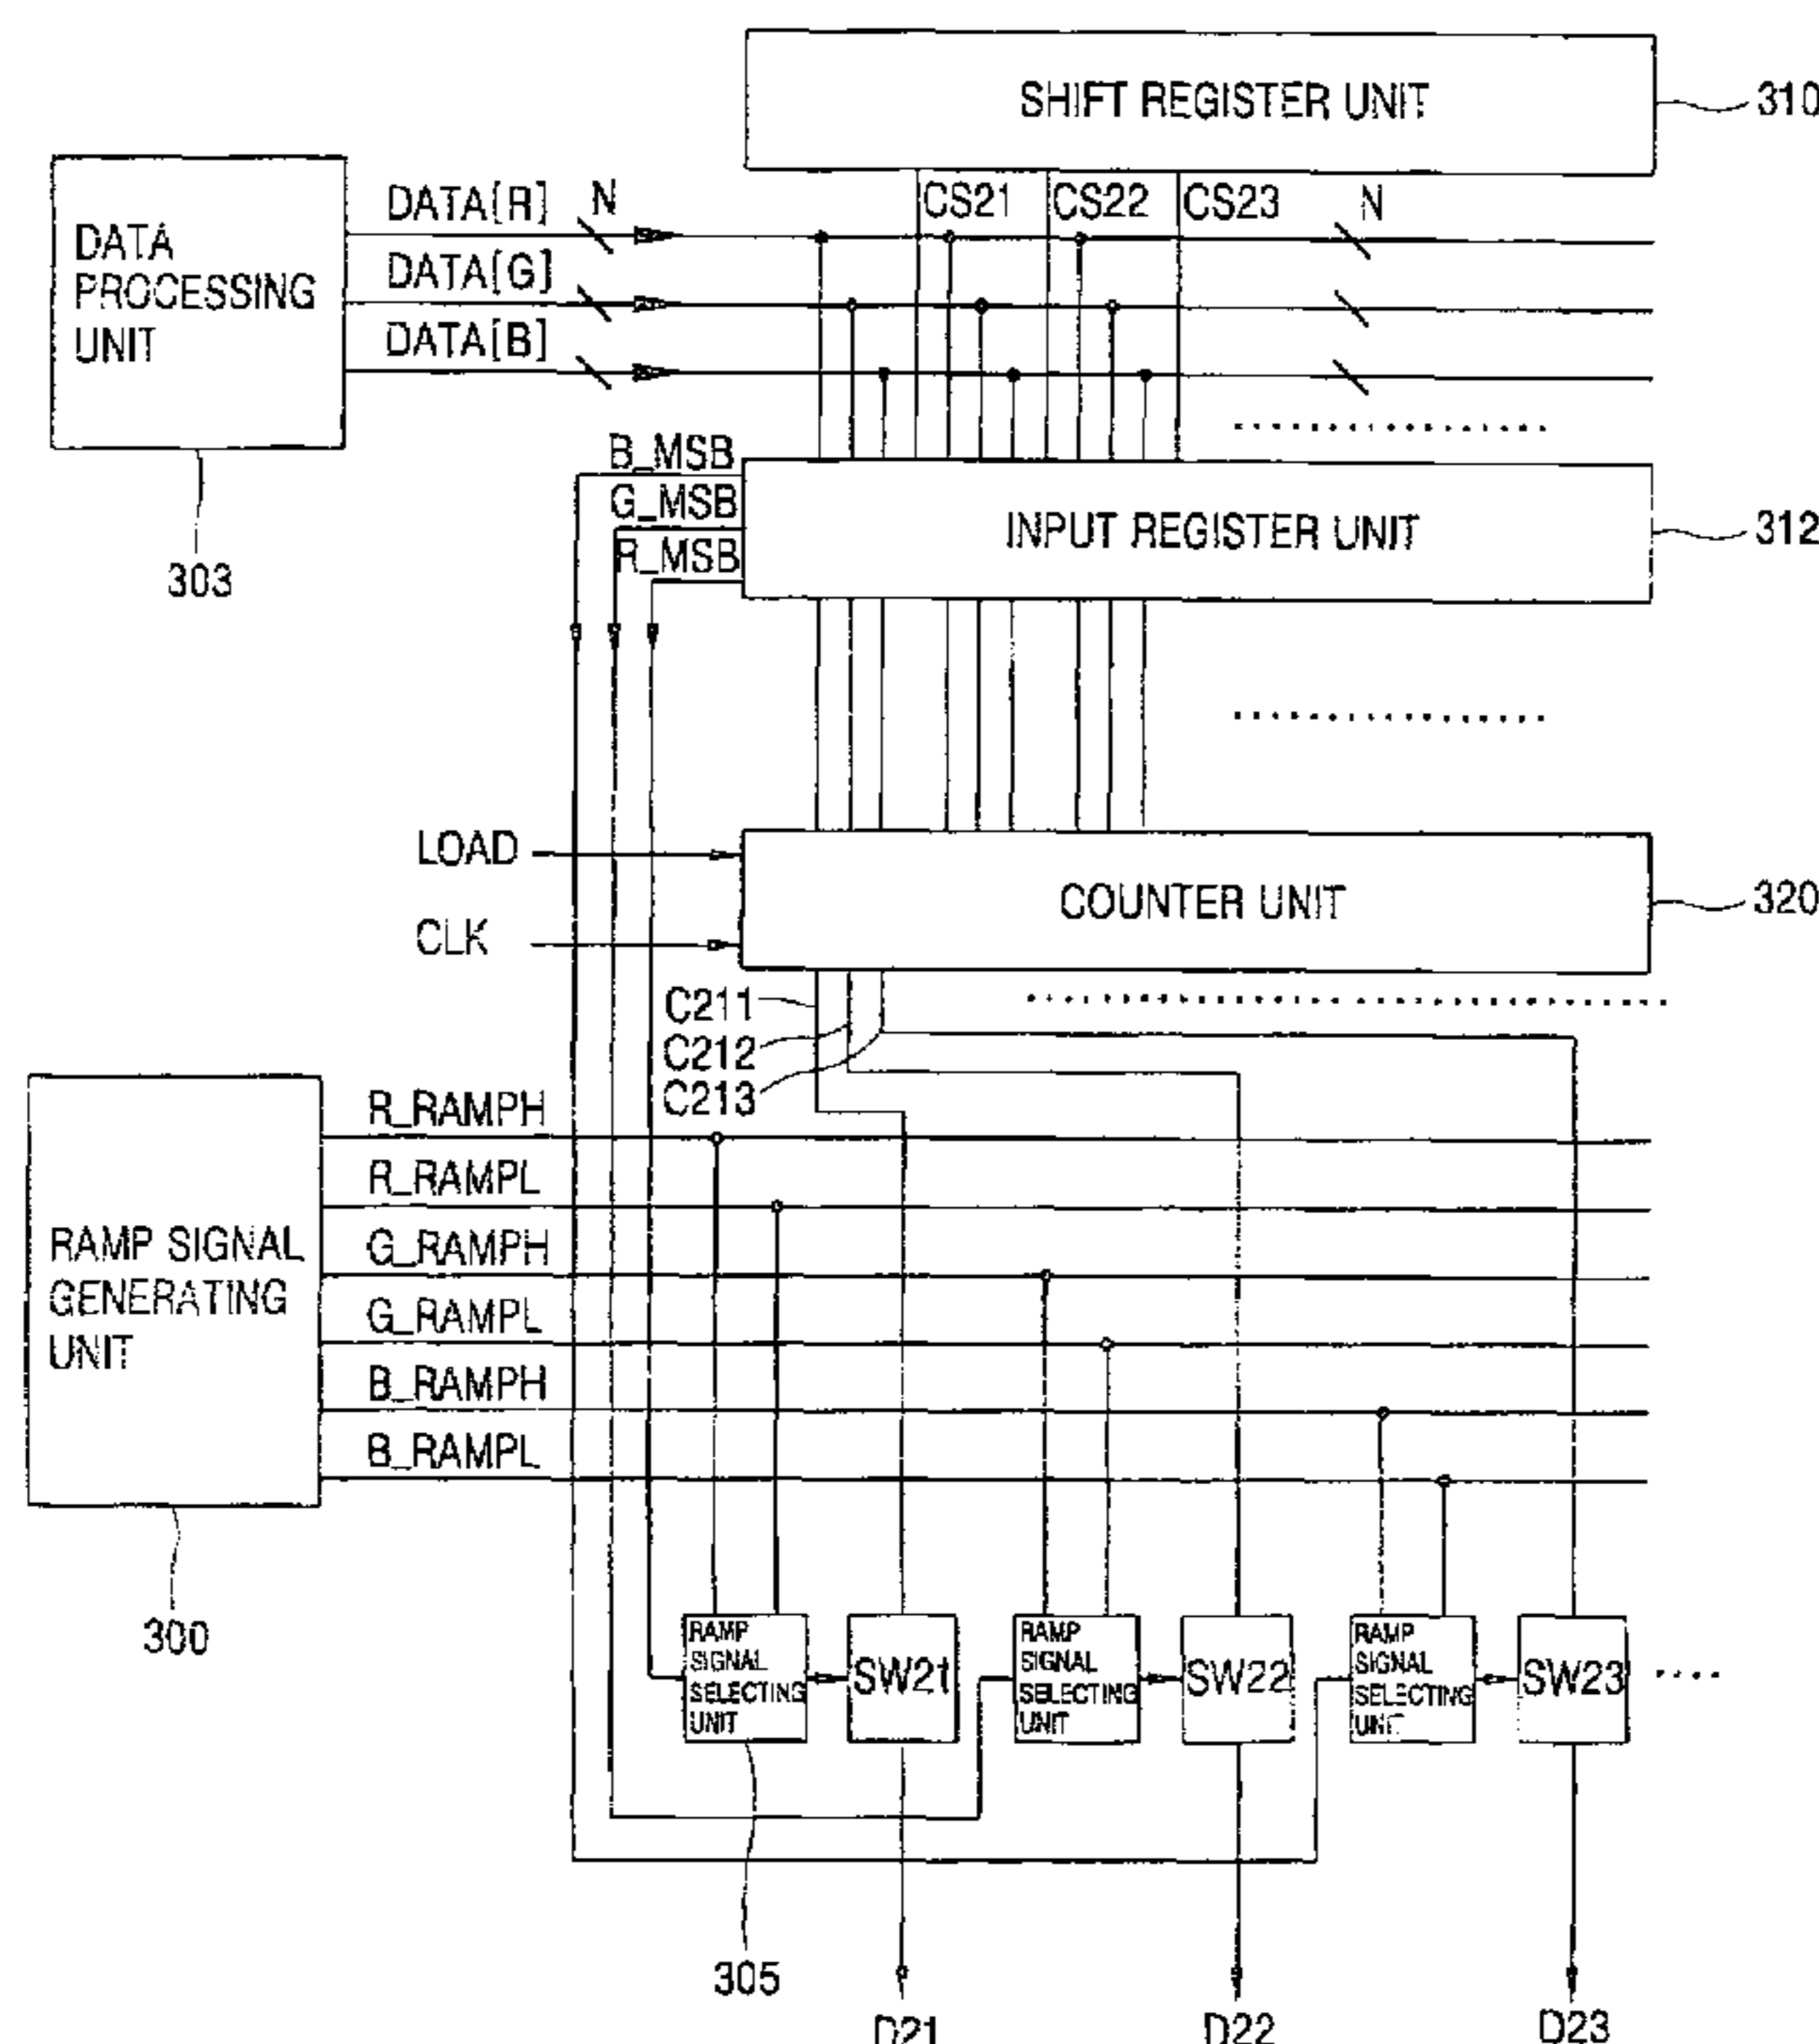 SHIFT REGISTER UNIT
310
DATA
PROCESSING
UNIT
303
DATA[R]
N
DATA[G]
DATA[B]
CS21
CS22
CS23
N
B_MSB
G_MSB
R_MSB
INPUT REGISTER UNIT
312
LOAD
CLK
COUNTER UNIT
320
C211
C212
C213
RAMP SIGNAL
GENERATING
UNIT
300
R_RAMPH
R_RAMPL
G_RAMPH
G_RAMPL
B_RAMPH
B_RAMPL
RAMP
SIGNAL
SELECTING
UNIT
SW21
RAMP
SIGNAL
SELECTING
UNIT
SW22
RAMP
SIGNAL
SELECTING
UNIT
SW23
305
D21
D22
D23